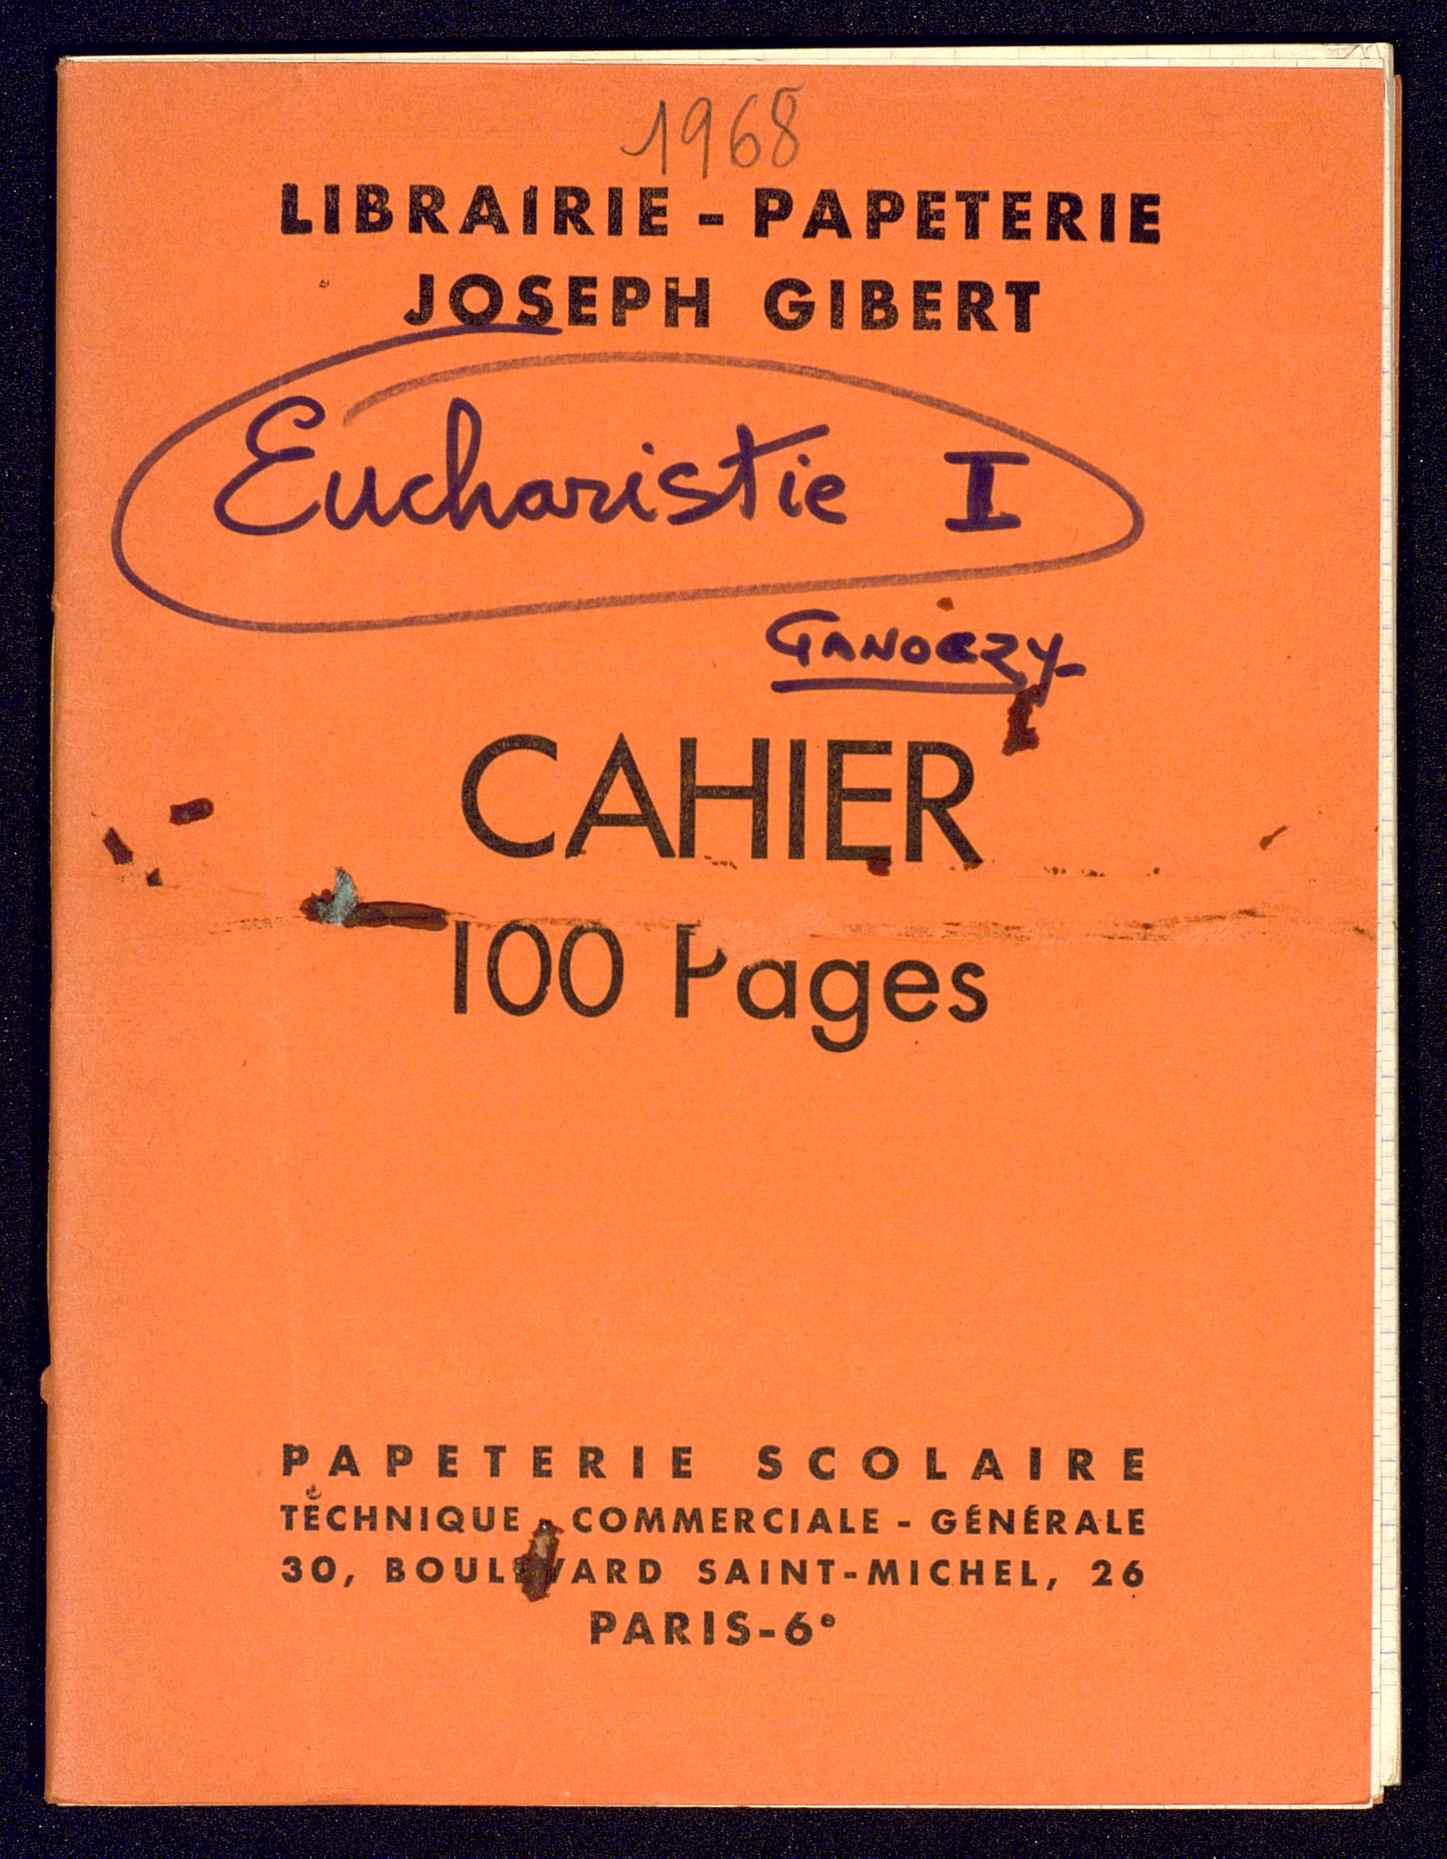 1968
LIBRAIRIE - PAPETERIE
JOSEPH GIBERT
Eucharistie I
GANOCZY
CAHIER
100 Pages
PAPETERIE SCOLAIRE
TECHNIQUE - COMMERCIALE - GÉNÉRALE
30, BOULEVARD SAINT-MICHEL, 26
PARIS-6e